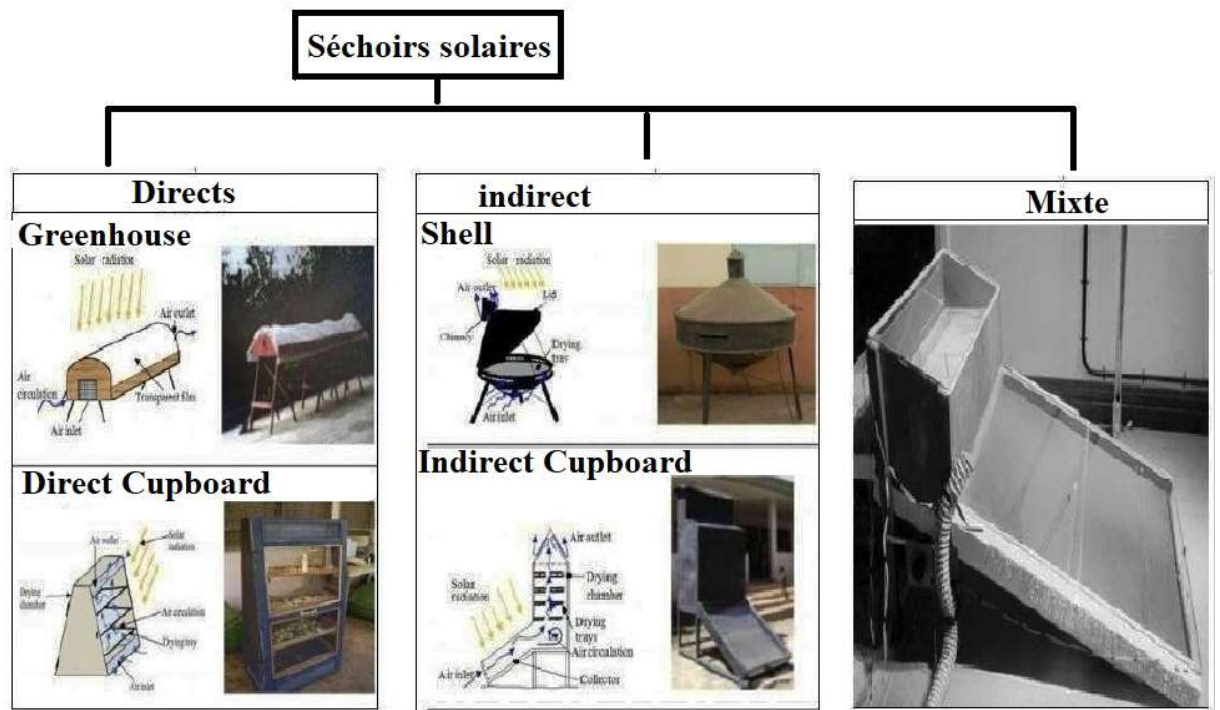 Séchoirs solaires
Directs
Greenhouse
Solar radiation
Air outlet
Air
circulation
Transparent film
Air inlet
Direct Cupboard
Air outlet
Solar
radiation
Drying
chamber
Air circulation
Drying tray
Air inlet
indirect
Shell
Solar radiation
Air outlet
Lid
Chimney
Drying
tray
Air inlet
Indirect Cupboard
Air outlet
Solar
radiation
Drying
chamber
Drying
trays
Air circulation
Air inlet
Collector
Mixte